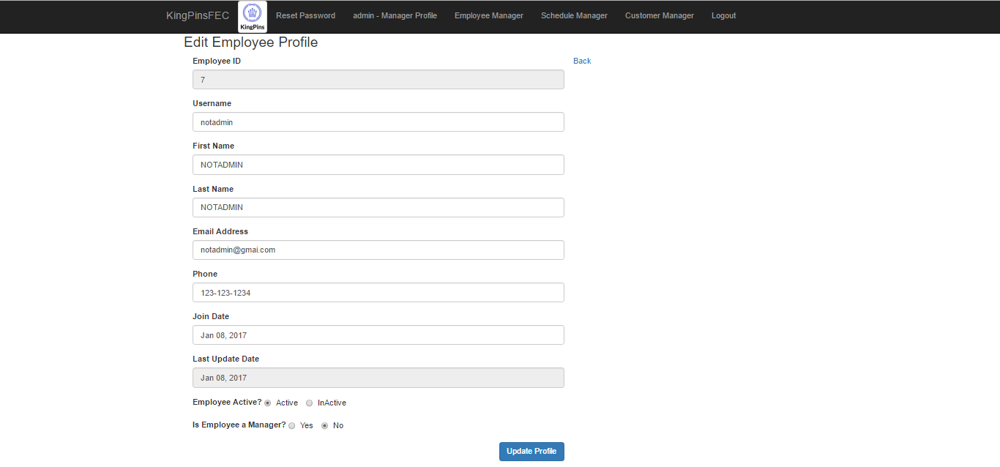 KingPinsFEC KingPins Reset Password admin - Manager Profile Employee Manager Schedule Manager Customer Manager Logout
Edit Employee Profile
Employee ID Back
7
Username
notadmin
First Name
NOTADMIN
Last Name
NOTADMIN
Email Address
notadmin@gmai.com
Phone
123-123-1234
Join Date
Jan 08, 2017
Last Update Date
Jan 08, 2017
Employee Active? Active InActive
Is Employee a Manager? Yes No
Update Profile